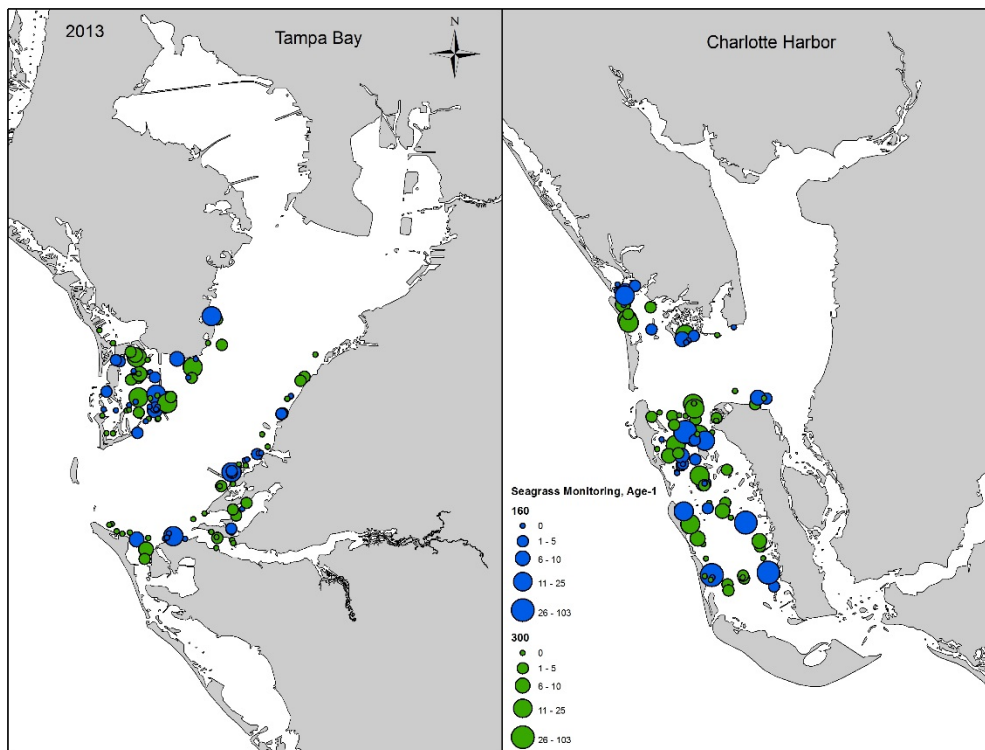 2013
Tampa Bay
N
Charlotte Harbor
Seagrass Monitoring, Age-1
160
0
1 - 5
6 - 10
11 - 25
26 - 103
300
0
1 - 5
6 - 10
11 - 25
26 - 103